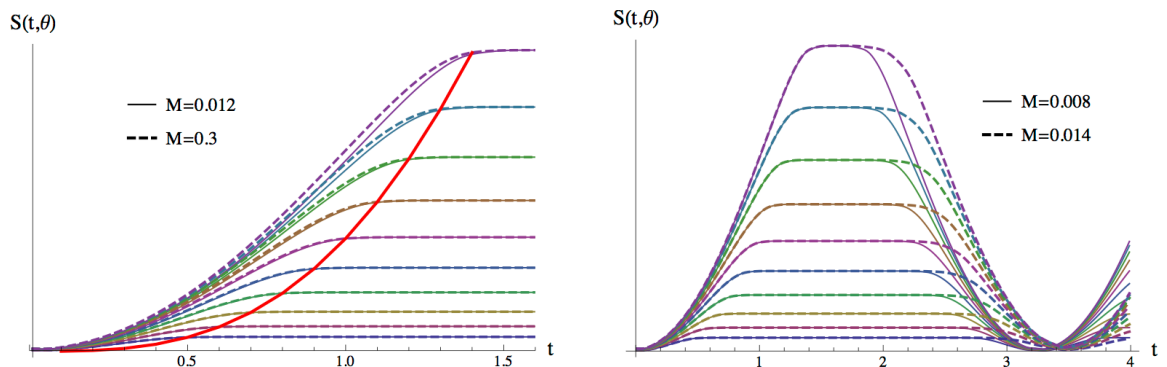 S(t,θ)
M=0.012
M=0.3
0.5 1.0 1.5 t
S(t,θ)
M=0.008
M=0.014
1 2 3 4 t